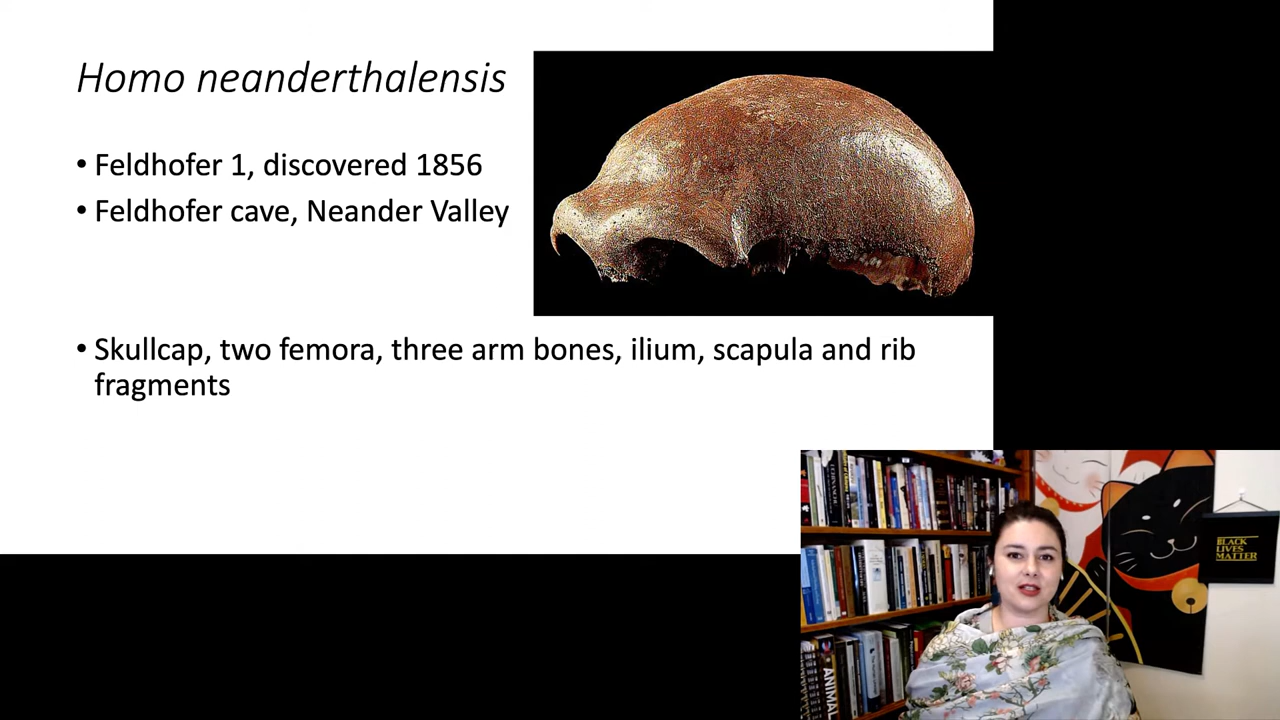 Homo neanderthalensis
• Feldhofer 1, discovered 1856
• Feldhofer cave, Neander Valley
• Skullcap, two femora, three arm bones, ilium, scapula and rib
fragments
BLACK
LIVES
MATTER
ANIMAL